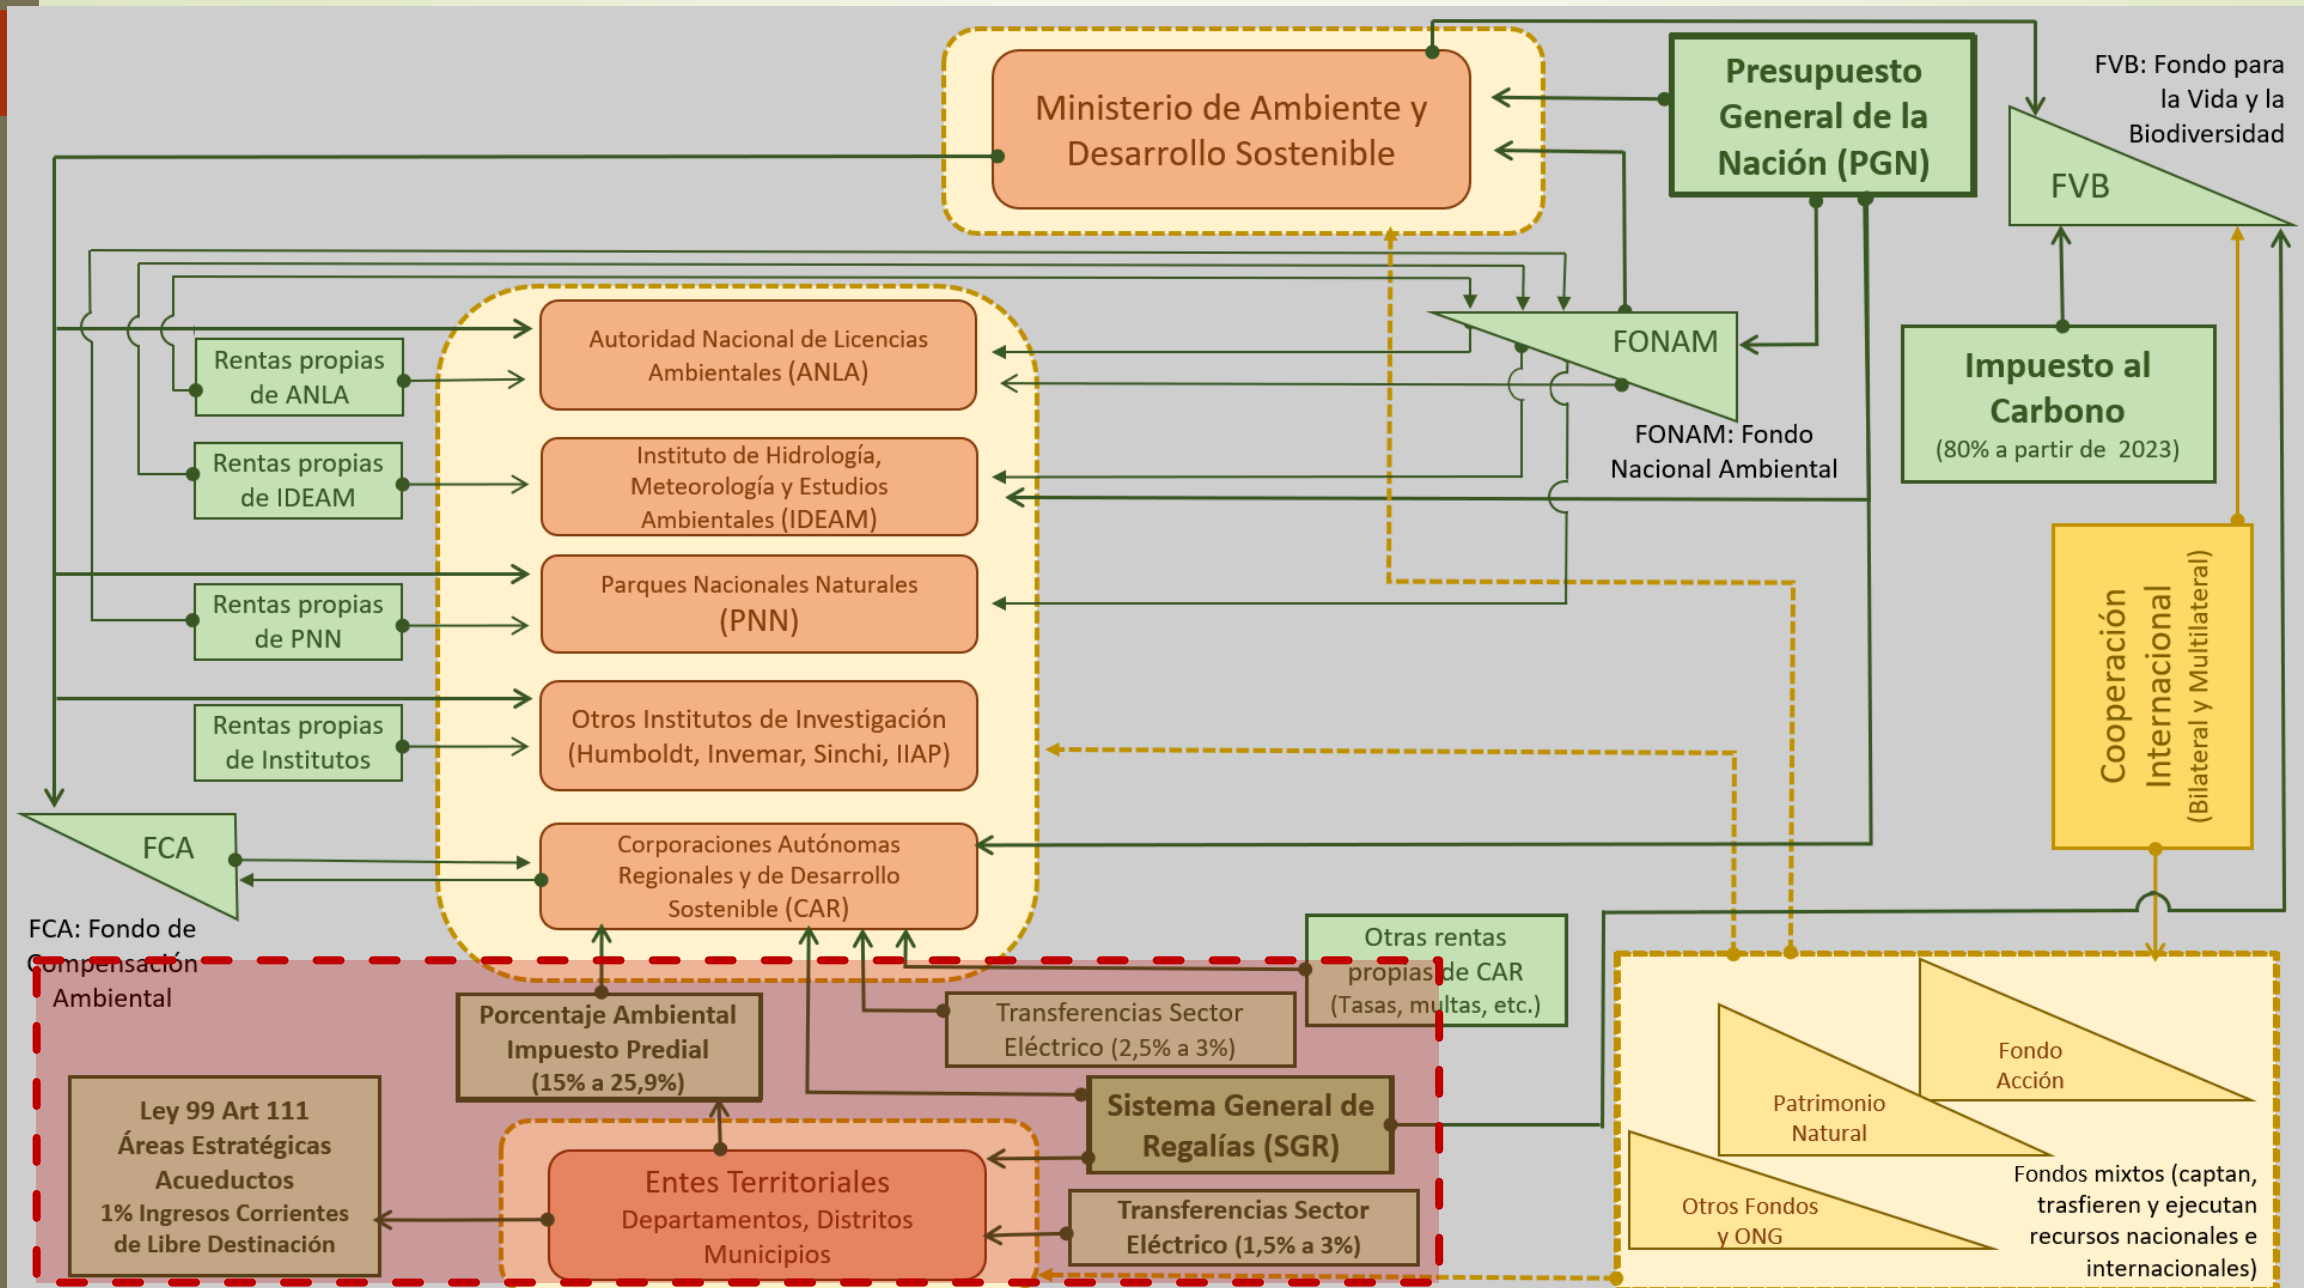 Ministerio de Ambiente y
Desarrollo Sostenible
Presupuesto
General de la
Nación (PGN)
FVB: Fondo para
la Vida y la
Biodiversidad
FVB
Autoridad Nacional de Licencias
Ambientales (ANLA)
Rentas propias
de ANLA
FONAM
FONAM: Fondo
Nacional Ambiental
Impuesto al
Carbono
(80% a partir de 2023)
Rentas propias
de IDEAM
Instituto de Hidrología,
Meteorología y Estudios
Ambientales (IDEAM)
Rentas propias
de PNN
Parques Nacionales Naturales
(PNN)
Cooperación
Internacional
(Bilateral y Multilateral)
Rentas propias
de Institutos
Otros Institutos de Investigación
(Humboldt, Invemar, Sinchi, IIAP)
FCA
FCA: Fondo de
Compensación
Ambiental
Corporaciones Autónomas
Regionales y de Desarrollo
Sostenible (CAR)
Otras rentas
propias de CAR
(Tasas, multas, etc.)
Porcentaje Ambiental
Impuesto Predial
(15% a 25,9%)
Transferencias Sector
Eléctrico (2,5% a 3%)
Ley 99 Art 111
Áreas Estratégicas
Acueductos
1% Ingresos Corrientes
de Libre Destinación
Sistema General de
Regalías (SGR)
Entes Territoriales
Departamentos, Distritos
Municipios
Transferencias Sector
Eléctrico (1,5% a 3%)
Fondo
Acción
Patrimonio
Natural
Otros Fondos
y ONG
Fondos mixtos (captan,
trasfieren y ejecutan
recursos nacionales e
internacionales)